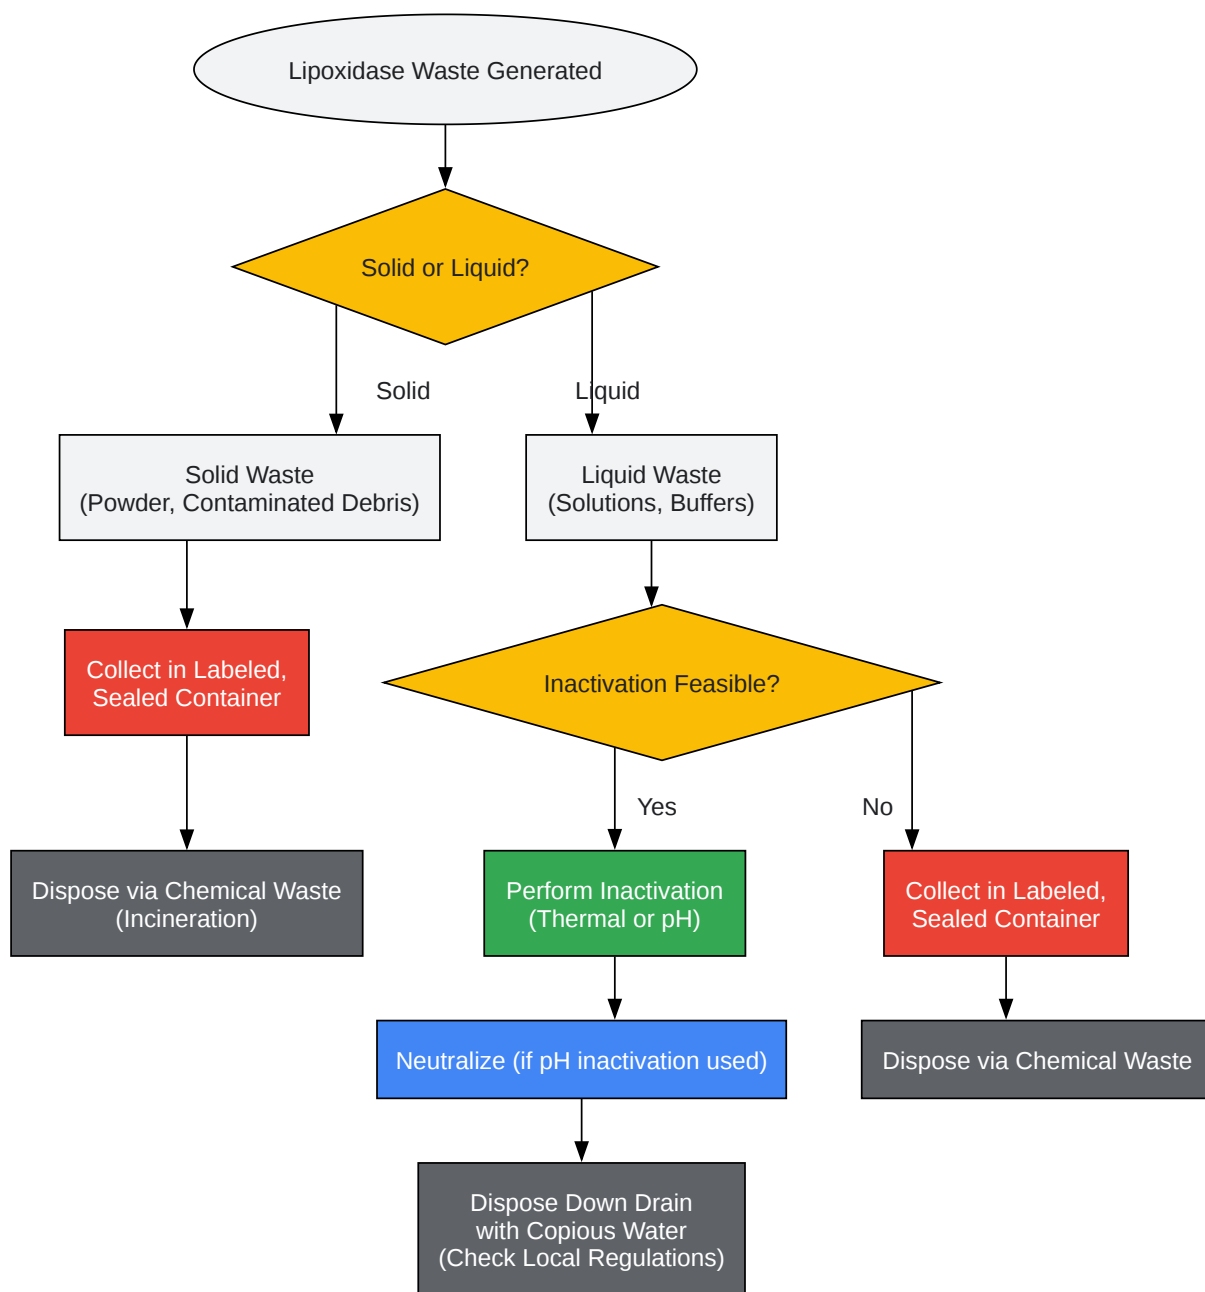 Lipoxidase Waste Generated
Solid or Liquid?
Solid
Liquid
Solid Waste
(Powder, Contaminated Debris)
Liquid Waste
(Solutions, Buffers)
Collect in Labeled,
Sealed Container
Inactivation Feasible?
Yes
No
Dispose via Chemical Waste
(Incineration)
Perform Inactivation
(Thermal or pH)
Collect in Labeled,
Sealed Container
Neutralize (if pH inactivation used)
Dispose via Chemical Waste
Dispose Down Drain
with Copious Water
(Check Local Regulations)